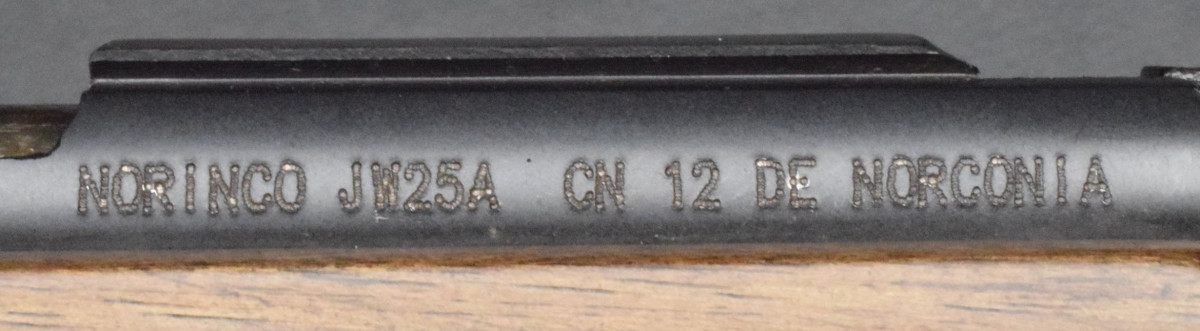 NORINCO JW25A CN 12 DE NORCONIA